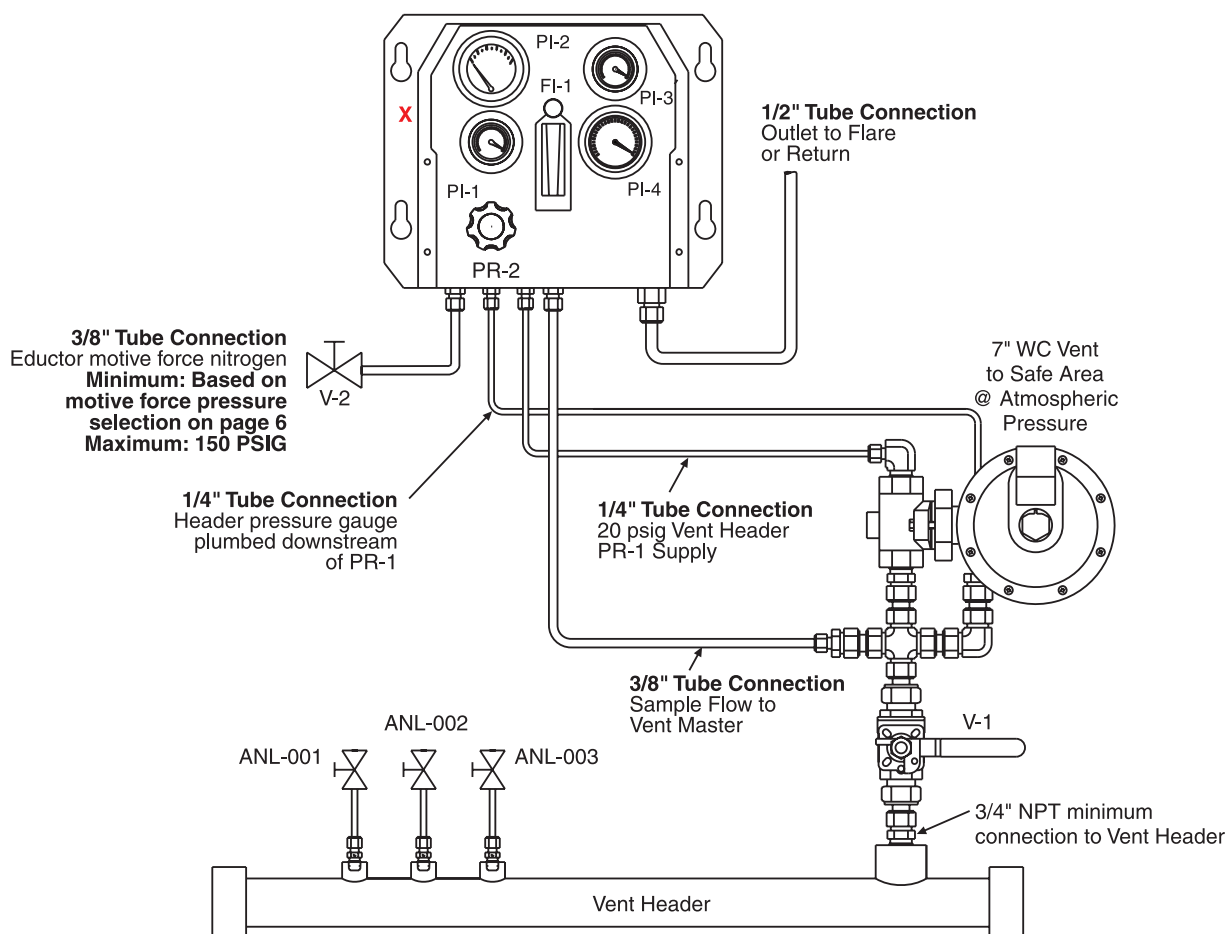 PI-2
FI-1
PI-3
X
PI-1
PI-4
PR-2
1/2" Tube Connection
Outlet to Flare
or Return
3/8" Tube Connection
Eductor motive force nitrogen
Minimum: Based on
motive force pressure
selection on page 6
Maximum: 150 PSIG
V-2
7" WC Vent
to Safe Area
@ Atmospheric
Pressure
1/4" Tube Connection
Header pressure gauge
plumbed downstream
of PR-1
1/4" Tube Connection
20 psig Vent Header
PR-1 Supply
3/8" Tube Connection
Sample Flow to
Vent Master
ANL-001
ANL-002
ANL-003
V-1
3/4" NPT minimum
connection to Vent Header
Vent Header